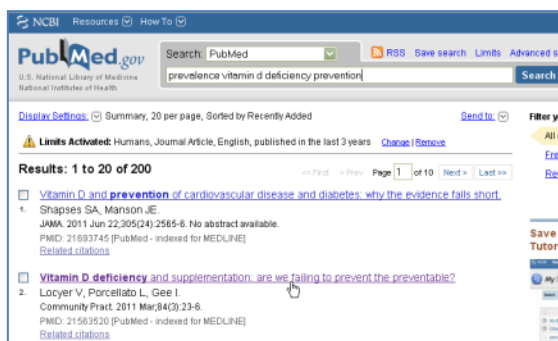 NCBI Resources How To
PubMed.gov
U.S. National Library of Medicine
National Institutes of Health
Search: PubMed
RSS Save search Limits Advanced s
prevalence vitamin d deficiency prevention
Search
Display Settings: Summary, 20 per page, Sorted by Recently Added
Send to:
Filter y
Limits Activated: Humans, Journal Article, English, published in the last 3 years Change | Remove
All
Fre
Results: 1 to 20 of 200
<< First < Prev Page 1 of 10 Next > Last >>
Rev
Vitamin D and prevention of cardiovascular disease and diabetes: why the evidence falls short.
1. Shapses SA, Manson JE.
JAMA. 2011 Jun 22;305(24):2565-6. No abstract available.
PMID: 21693745 [PubMed - indexed for MEDLINE]
Related citations
Save
Tutor
Vitamin D deficiency and supplementation: are we failing to prevent the preventable?
2. Locyer V, Porcellato L, Gee I.
Community Pract. 2011 Mar;84(3):23-6.
PMID: 21563520 [PubMed - indexed for MEDLINE]
Related citations
My